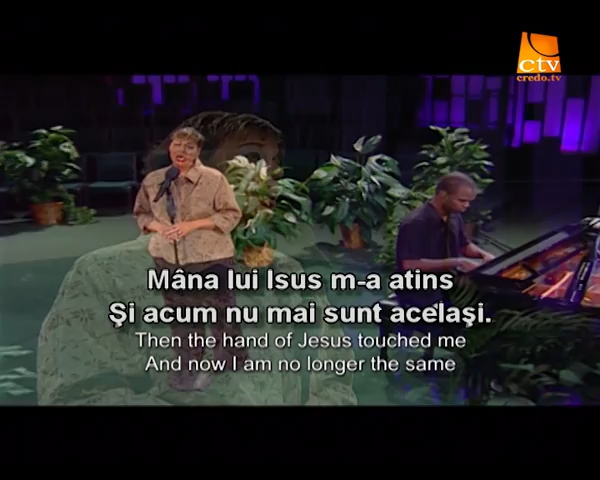 ctv
credo.tv
Mâna lui Isus m-a atins
Şi acum nu mai sunt acelaşi.
Then the hand of Jesus touched me
And now I am no longer the same